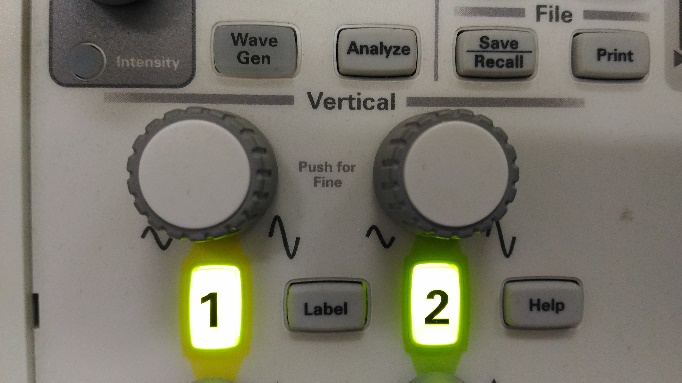 File
Wave
Gen
Analyze
Save
Recall
Print
Intensity
Vertical
Push for
Fine
1
Label
2
Help